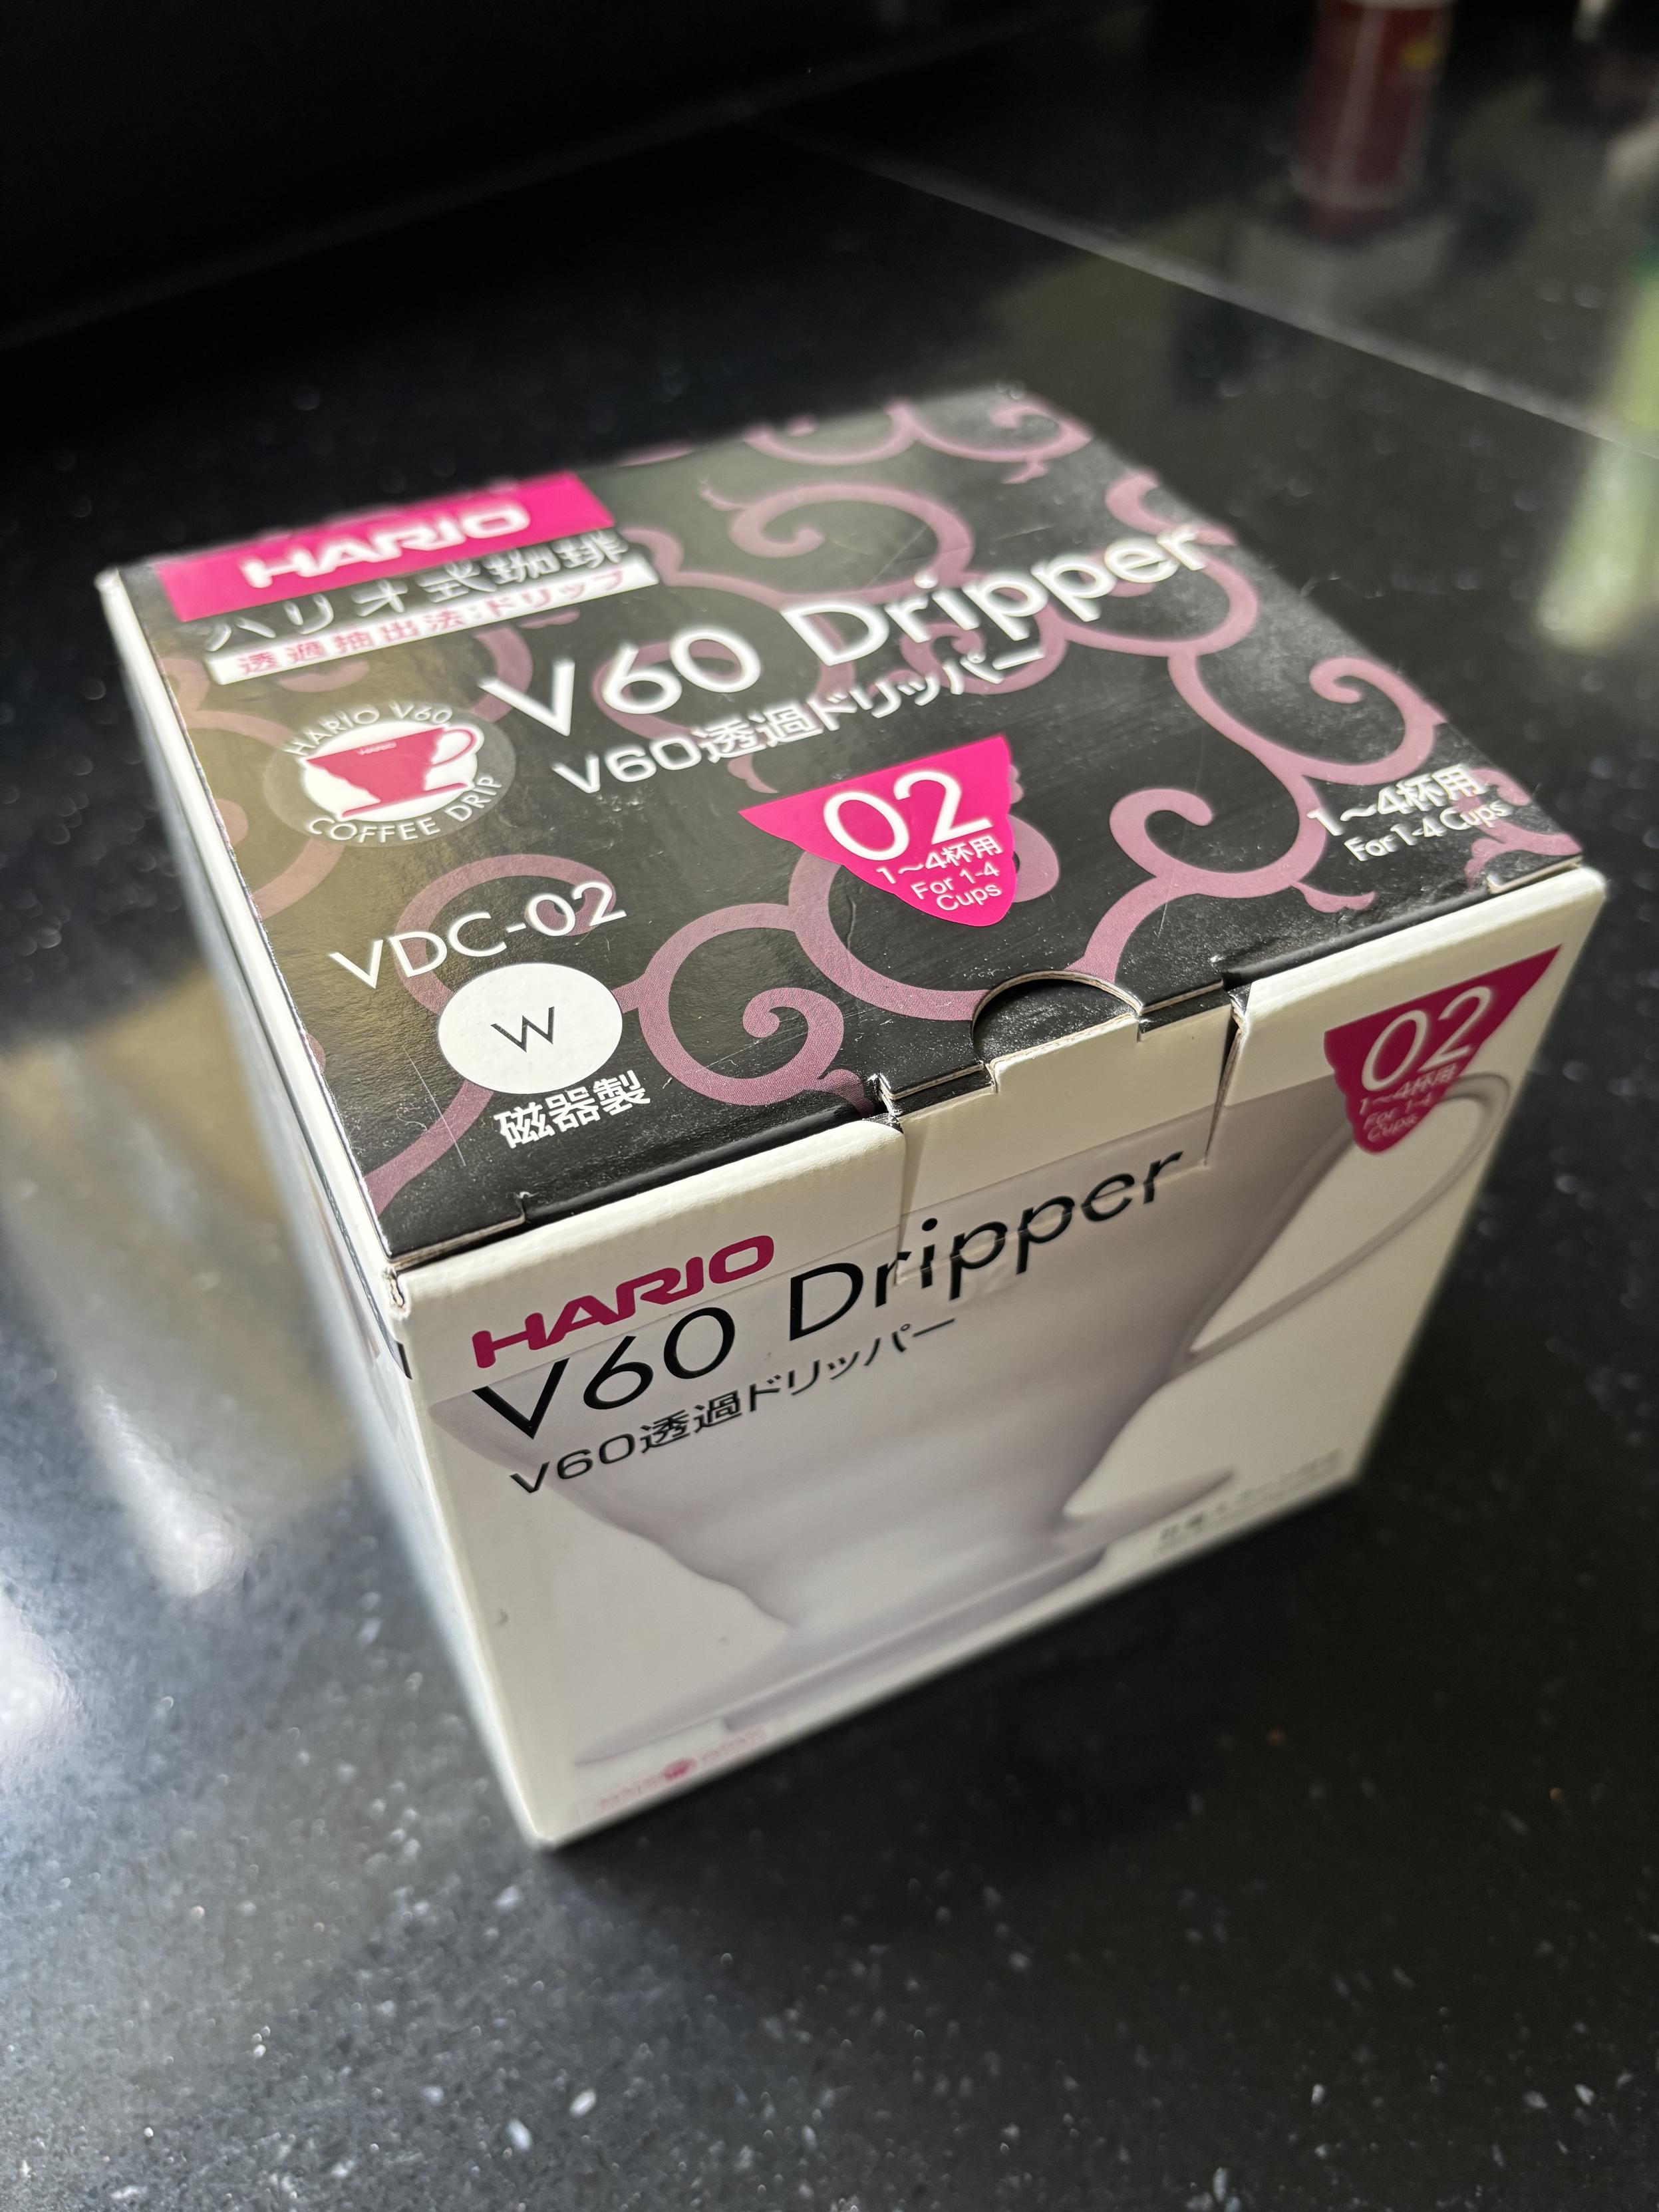 HARIO
ハリオ式珈琲
透過抽出法:ドリップ
V60 Dripper
V60透過ドリッパー
HARIO V60
HARIO
COFFEE DRIP
02
1~4杯用
For 1-4
Cups
1~4杯用
For 1-4 Cups
VDC-02
W
磁器製
02
1~4杯用
For 1-4
Cups
HARIO
V60 Dripper
V60透過ドリッパー